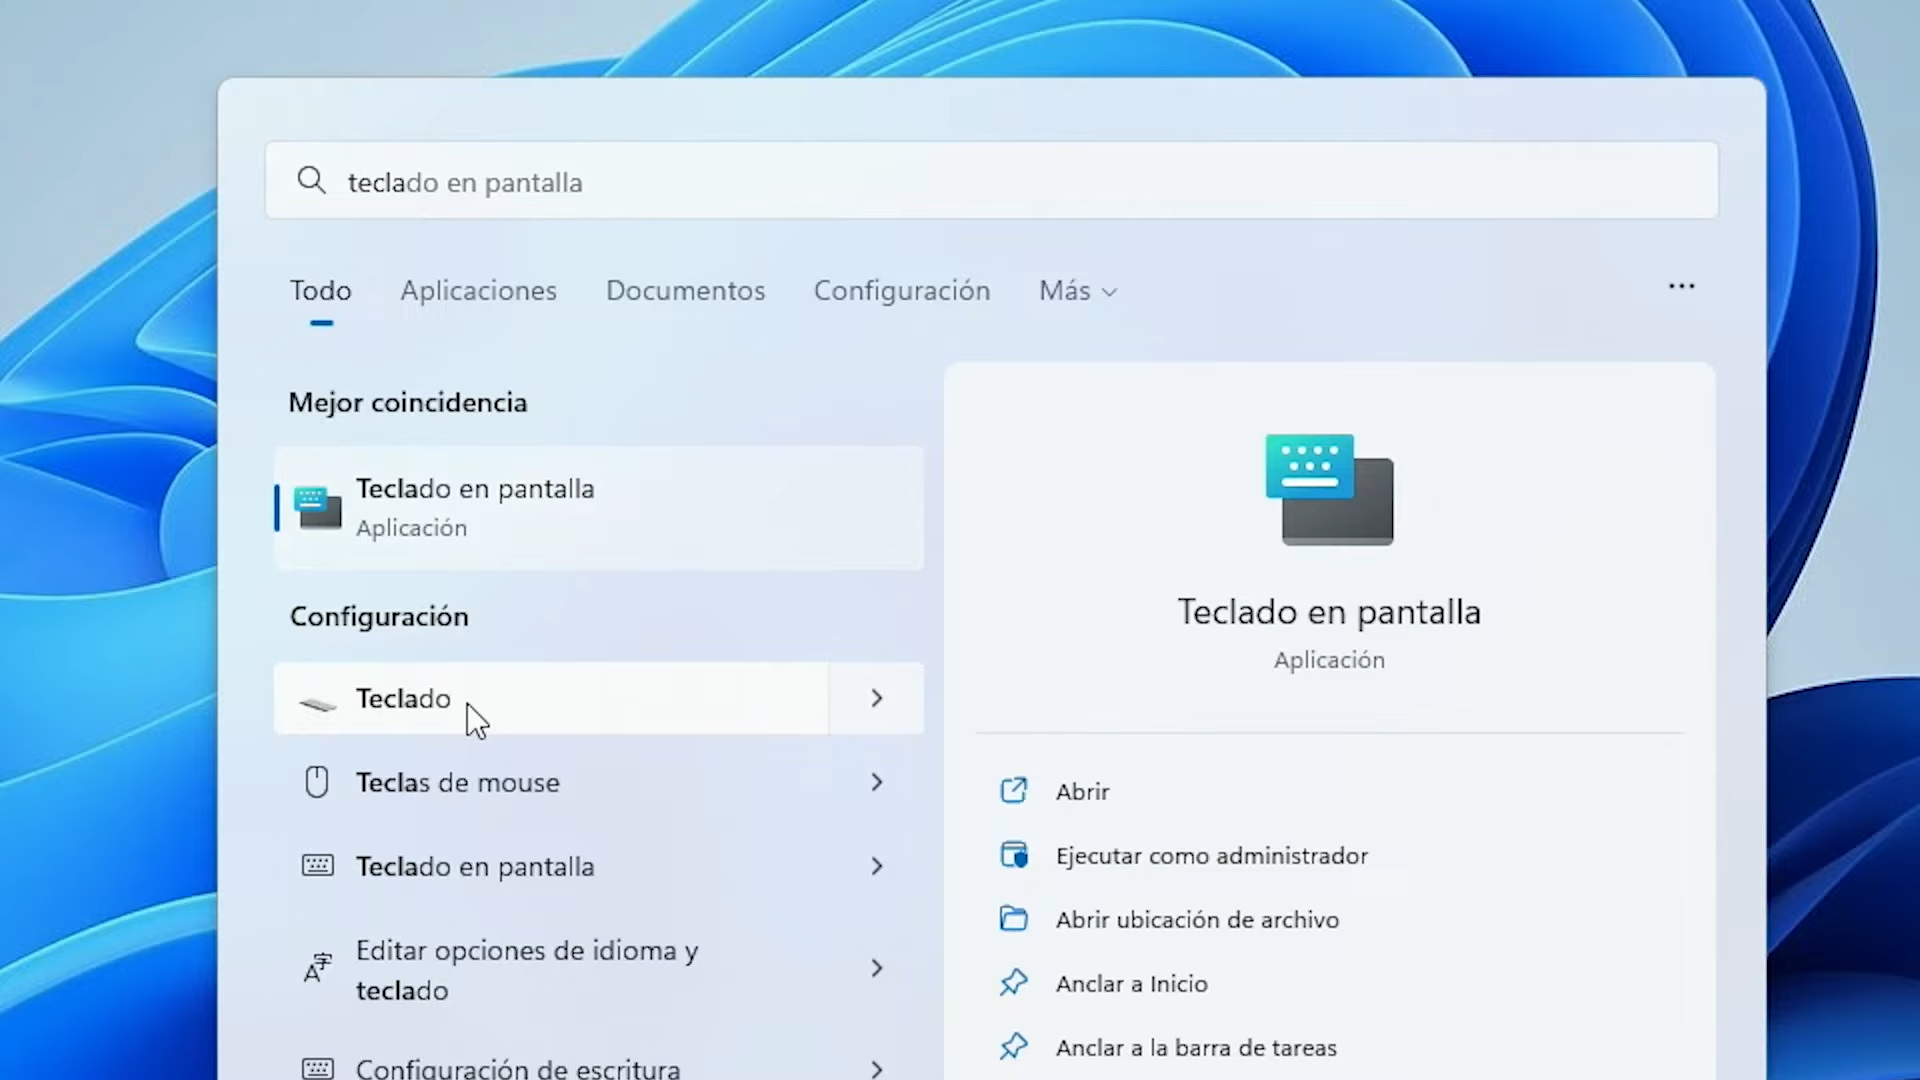 teclado en pantalla
Todo Aplicaciones Documentos Configuración Más
Mejor coincidencia
Teclado en pantalla
Aplicación
Configuración
Teclado
Teclas de mouse
Teclado en pantalla
Editar opciones de idioma y
teclado
Configuración de escritura
Teclado en pantalla
Aplicación
Abrir
Ejecutar como administrador
Abrir ubicación de archivo
Anclar a Inicio
Anclar a la barra de tareas